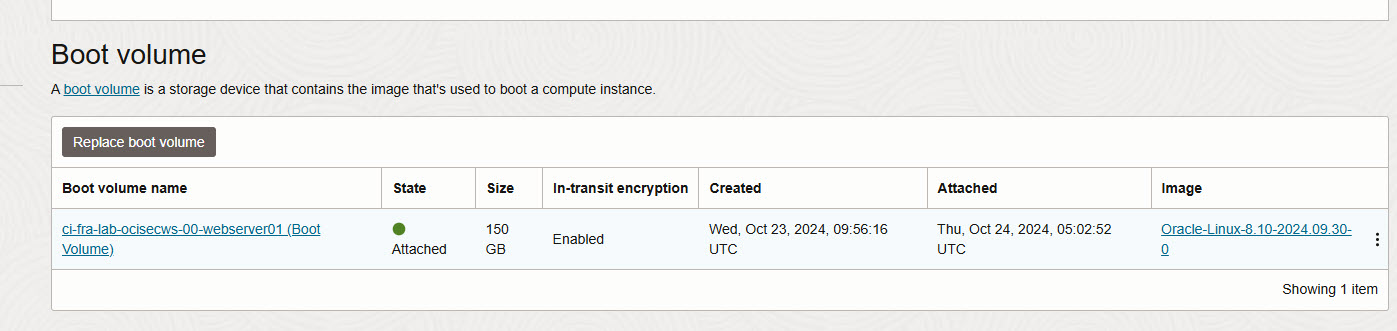 Boot volume
A boot volume is a storage device that contains the image that's used to boot a compute instance.
Replace boot volume
Boot volume name State Size In-transit encryption Created Attached Image
ci-fra-lab-ocisecws-00-webserver01 (Boot Volume) Attached 150 GB Enabled Wed, Oct 23, 2024, 09:56:16 UTC Thu, Oct 24, 2024, 05:02:52 UTC Oracle-Linux-8.10-2024.09.30-0
Showing 1 item